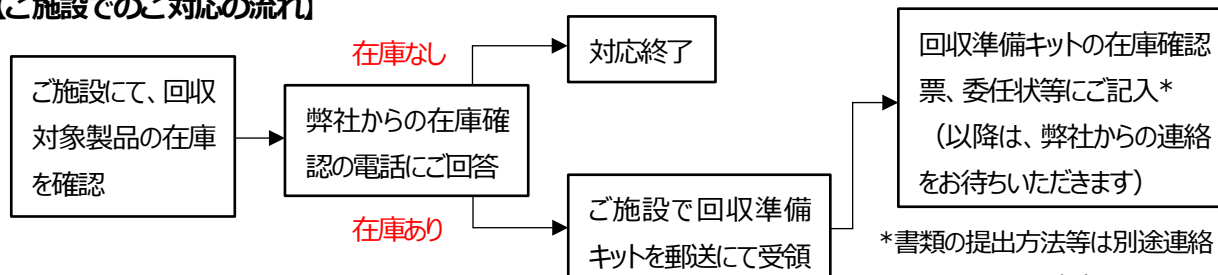 【ご施設でのご対応の流れ】
ご施設にて、回収
対象製品の在庫
を確認
在庫なし
弊社からの在庫確
認の電話にご回答
在庫あり
対応終了
ご施設で回収準備
キットを郵送にて受領
回収準備キットの在庫確認
票、委任状等にご記入*
（以降は、弊社からの連絡
をお待ちいただきます）
*書類の提出方法等は別途連絡